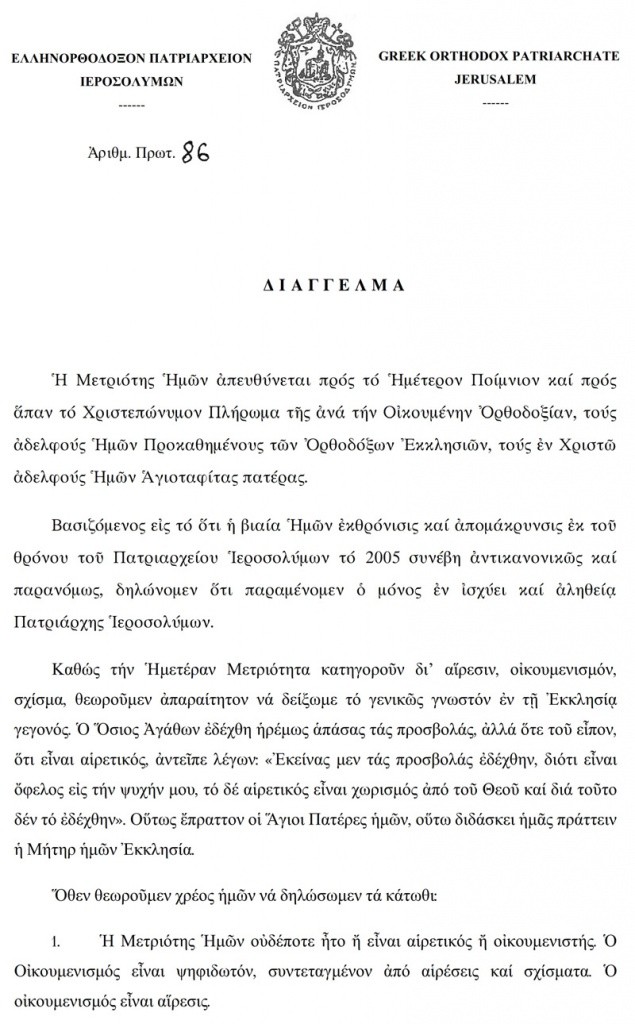 ΕΛΛΗΝΟΡΘΟΔΟΞΟΝ ΠΑΤΡΙΑΡΧΕΙΟΝ
ΙΕΡΟΣΟΛΥΜΩΝ
------
GREEK ORTHODOX PATRIARCHATE
JERUSALEM
------
ΠΑΤΡΙΑΡΧΕΙΟΝ ΙΕΡΟΣΟΛΥΜΩΝ
Ἀριθμ. Πρωτ. 86
ΔΙΑΓΓΕΛΜΑ
Ἡ Μετριότης Ἡμῶν ἀπευθύνεται πρός τό Ἡμέτερον Ποίμνιον καί πρός
ἅπαν τό Χριστεπώνυμον Πλήρωμα τῆς ἀνά τήν Οἰκουμένην Ὀρθοδοξίαν, τούς
ἀδελφούς Ἡμῶν Προκαθημένους τῶν Ὀρθοδόξων Ἐκκλησιῶν, τούς ἐν Χριστῶ
ἀδελφούς Ἡμῶν Ἁγιοταφίτας πατέρας.
Βασιζόμενος εἰς τό ὅτι ἡ βιαία Ἡμῶν ἐκθρόνισις καί ἀπομάκρυνσις ἐκ τοῦ
θρόνου τοῦ Πατριαρχείου Ἱεροσολύμων τό 2005 συνέβη ἀντικανονικῶς καί
παρανόμως, δηλώνομεν ὅτι παραμένομεν ὁ μόνος ἐν ἰσχύει καί ἀληθείᾳ
Πατριάρχης Ἱεροσολύμων.
Καθώς τήν Ἡμετέραν Μετριότητα κατηγοροῦν δι’ αἵρεσιν, οἰκουμενισμόν,
σχίσμα, θεωροῦμεν ἀπαραίτητον νά δείξωμε τό γενικῶς γνωστόν ἐν τῇ Ἐκκλησίᾳ
γεγονός. Ὁ Ὅσιος Ἀγάθων ἐδέχθη ἠρέμως ἁπάσας τάς προσβολάς, ἀλλά ὅτε τοῦ εἶπον,
ὅτι εἶναι αἱρετικός, ἀντεῖπε λέγων: «Ἐκείνας μεν τάς προσβολάς ἐδέχθην, διότι εἶναι
ὄφελος εἰς τήν ψυχήν μου, τό δέ αἱρετικός εἶναι χωρισμός ἀπό τοῦ Θεοῦ καί διά τοῦτο
δέν τό ἐδέχθην». Οὕτως ἔπραττον οἱ Ἅγιοι Πατέρες ἡμῶν, οὕτω διδάσκει ἡμᾶς πράττειν
ἡ Μήτηρ ἡμῶν Ἐκκλησία.
Ὅθεν θεωροῦμεν χρέος ἡμῶν νά δηλώσωμεν τά κάτωθι:
1. Ἡ Μετριότης Ἡμῶν οὐδέποτε ἦτο ἤ εἶναι αἱρετικός ἤ οἰκουμενιστής. Ὁ
Οἰκουμενισμός εἶναι ψηφιδωτόν, συντεταγμένον ἀπό αἱρέσεις καί σχίσματα. Ὁ
οἰκουμενισμός εἶναι αἵρεσις.